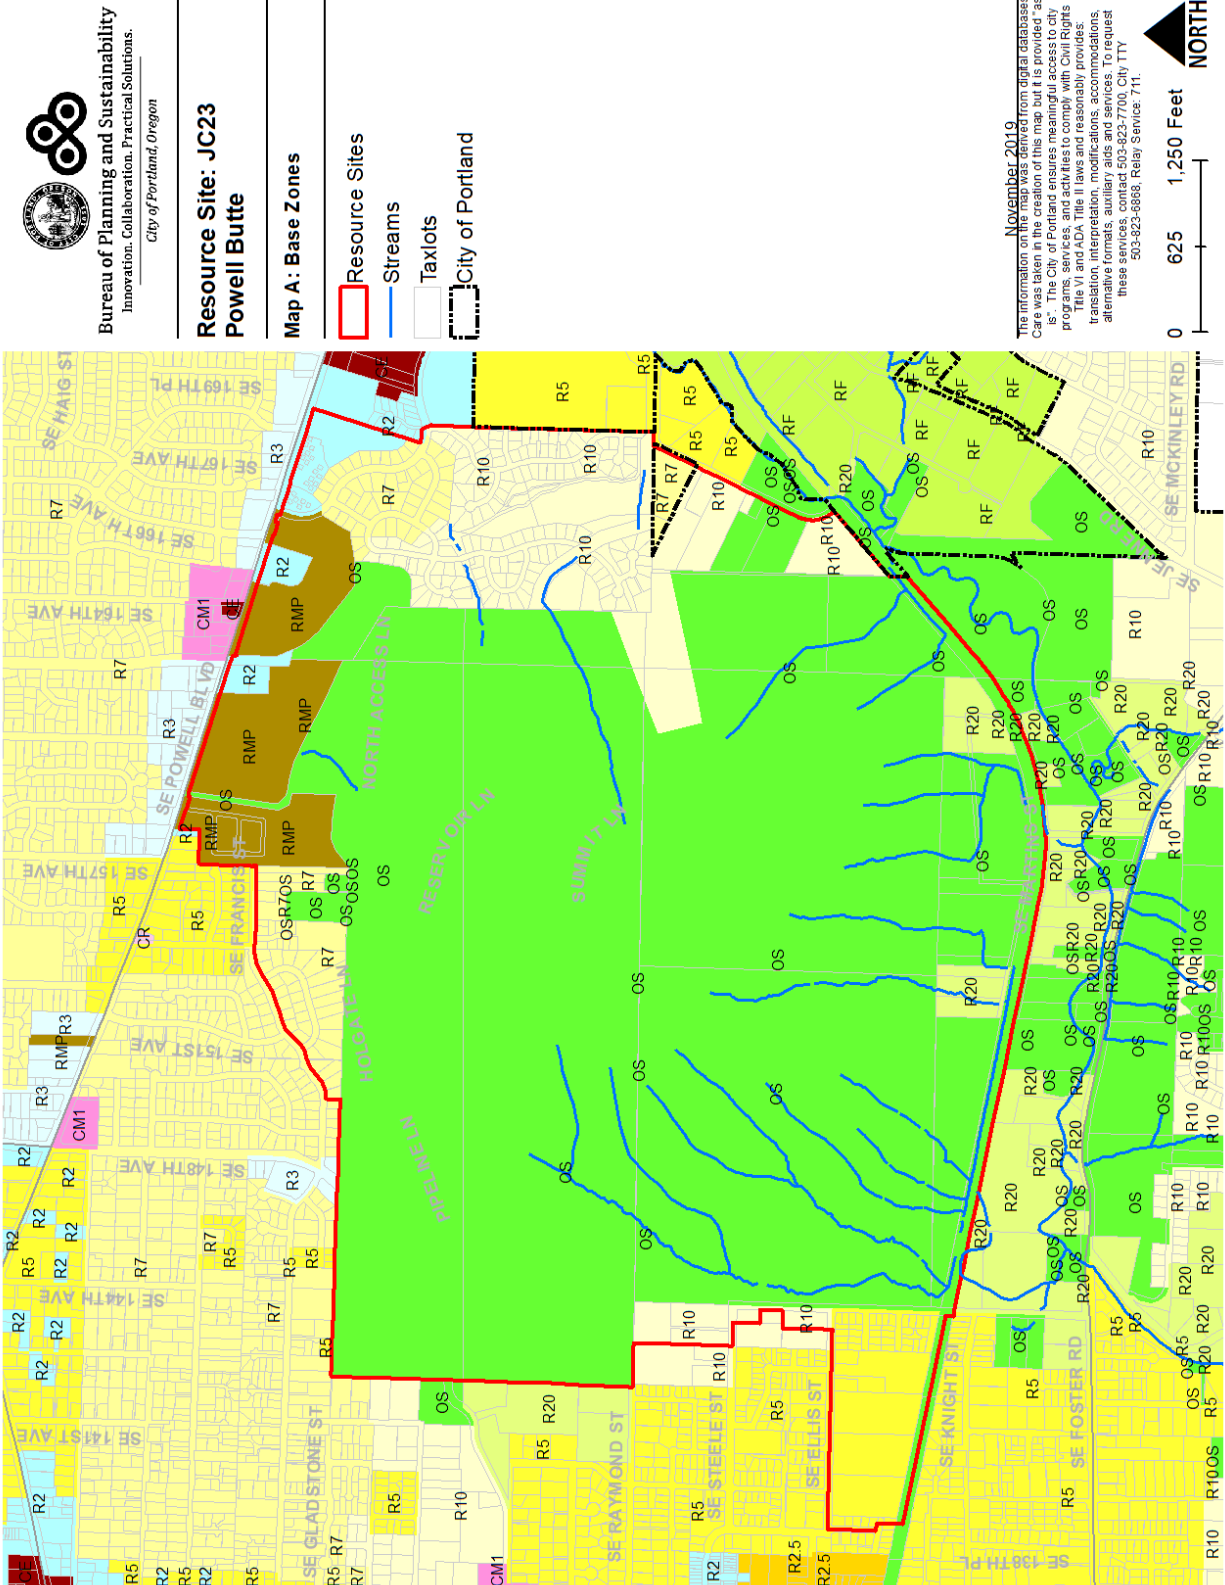 Bureau of Planning and Sustainability
Innovation. Collaboration. Practical Solutions.
City of Portland, Oregon
Resource Site: JC23
Powell Butte
Map A: Base Zones
Resource Sites
Streams
Taxlots
City of Portland
November 2019
The information on the map was derived from digital databases
Care was taken in the creation of this map but it is provided "as
is". The City of Portland ensures meaningful access to city
programs, services, and activities to comply with Civil Rights
Title VI and ADA Title II laws and reasonably provides:
translation, interpretation, modifications, accommodations,
alternative formats, auxiliary aids and services. To request
these services, contact 503-823-7700, City TTY
503-823-6868, Relay Service: 711.
0 625 1,250 Feet
NORTH
SE HAIG ST
SE 169TH PL
SE 167TH AVE
SE 166TH AVE
SE 164TH AVE
SE POWELL BLVD
SE 157TH AVE
SE FRANCIS ST
SE 151ST AVE
SE 148TH AVE
SE 144TH AVE
SE 141ST AVE
SE GLADSTONE ST
NORTH ACCESS LN
RESERVOIR LN
SUMMIT LN
HOLGATE LN
PIPELINE LN
SE MARTINS ST
SE RAYMOND ST
SE STEELE ST
SE ELLIS ST
SE KNIGHT ST
SE FOSTER RD
SE 138TH PL
SE MCKINLEY RD
SE JENNE RD
R7
R3
R2
CE
R5
R10
RF
R20
OS
RMP
CM1
CR
R2.5